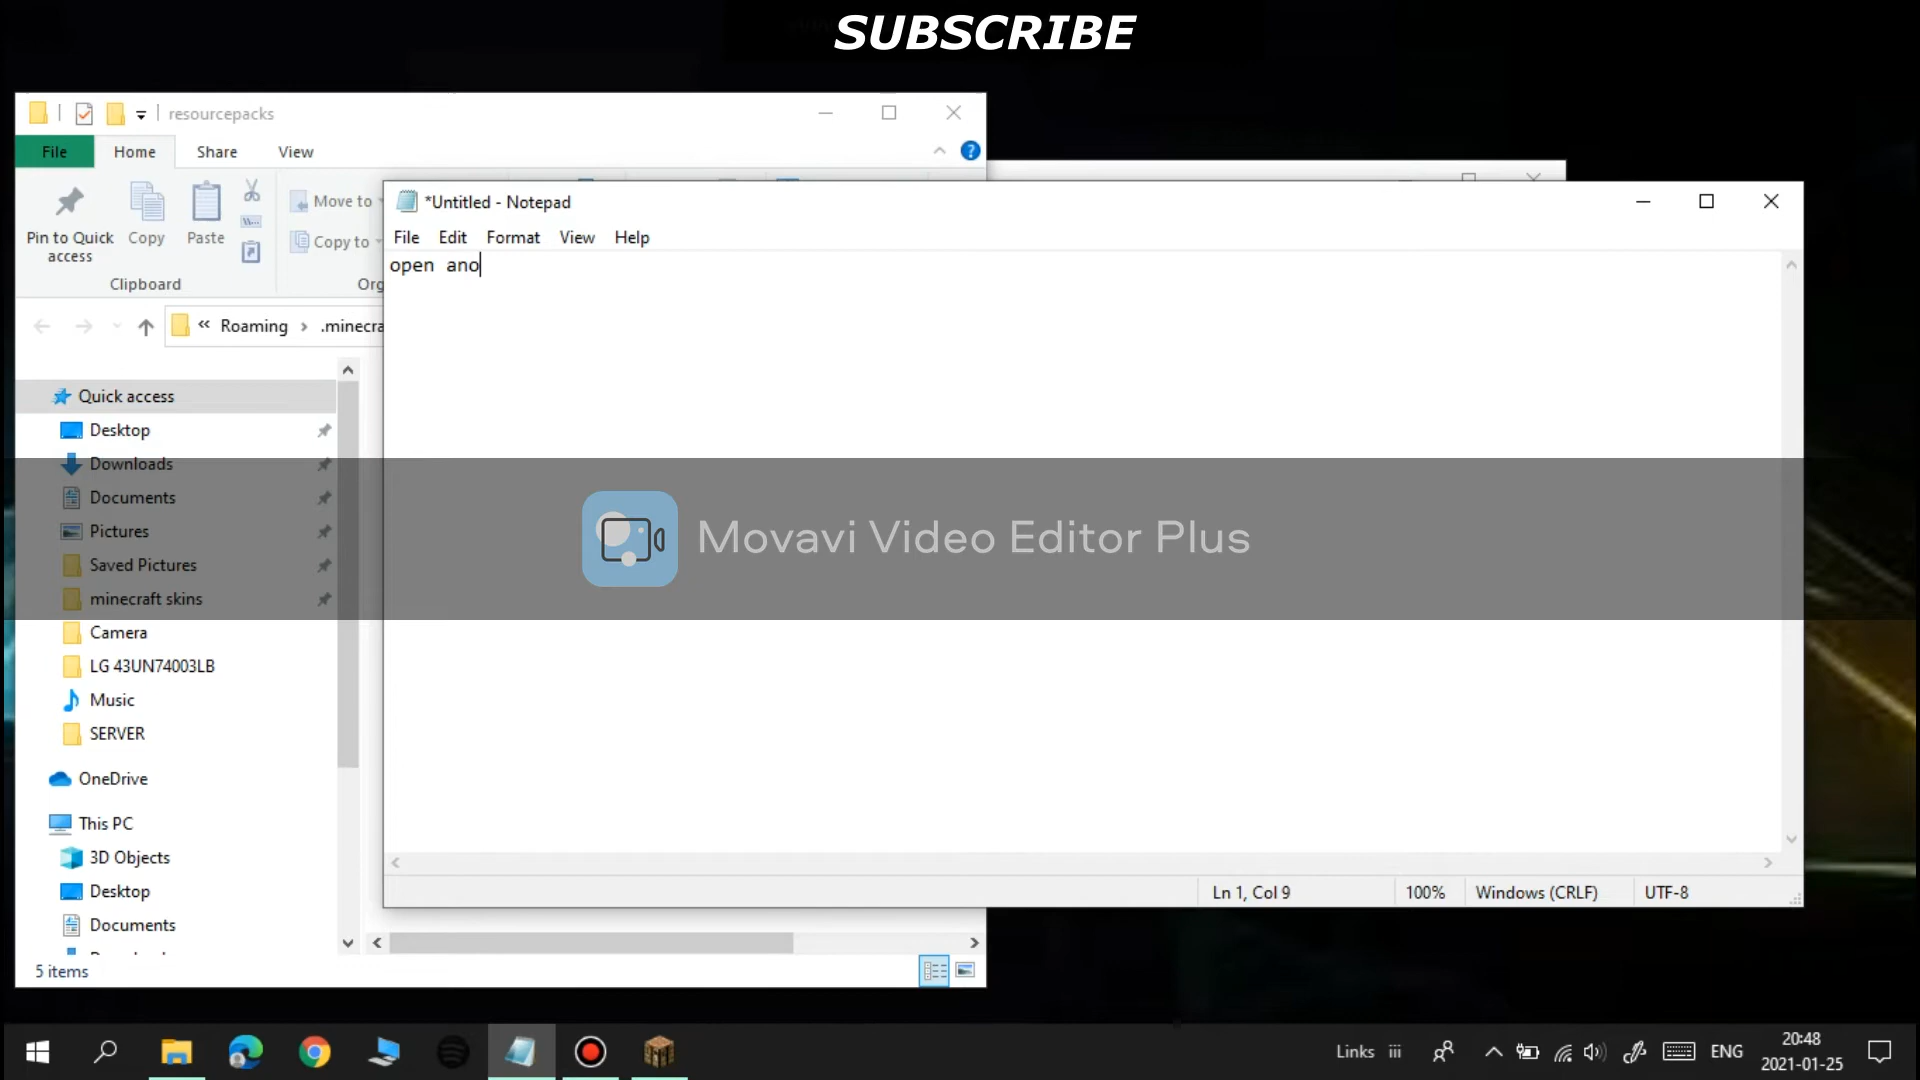 SUBSCRIBE
resourcepacks
File Home Share View
*Untitled - Notepad
File Edit Format View Help
open ano
Pin to Quick access
Copy
Paste
Move to
Copy to
Clipboard
Org
« Roaming › .minecra
Quick access
Desktop
Downloads
Documents
Pictures
Saved Pictures
minecraft skins
Camera
LG 43UN74003LB
Music
SERVER
OneDrive
This PC
3D Objects
Desktop
Documents
5 items
Movavi Video Editor Plus
Ln 1, Col 9
100%
Windows (CRLF)
UTF-8
Links
ENG
20:48
2021-01-25